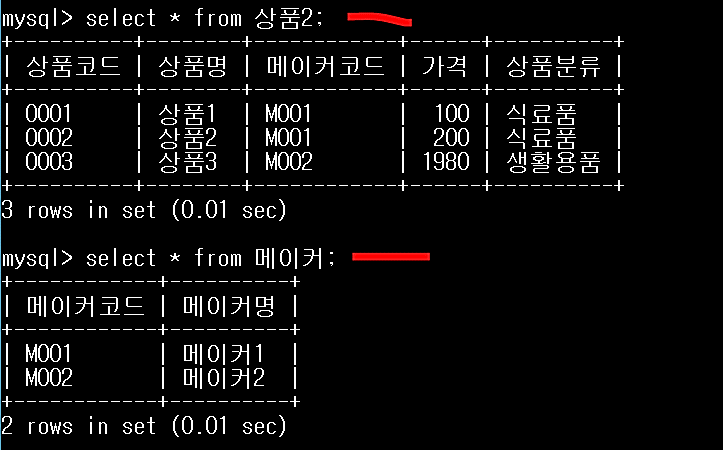 mysql> select * from 상품2;
+----------+--------+------------+------+----------+
| 상품코드 | 상품명 | 메이커코드 | 가격 | 상품분류 |
+----------+--------+------------+------+----------+
| 0001     | 상품1  | M001       |  100 | 식료품   |
| 0002     | 상품2  | M001       |  200 | 식료품   |
| 0003     | 상품3  | M002       | 1980 | 생활용품 |
+----------+--------+------------+------+----------+
3 rows in set (0.01 sec)
mysql> select * from 메이커;
+------------+----------+
| 메이커코드 | 메이커명 |
+------------+----------+
| M001       | 메이커1  |
| M002       | 메이커2  |
+------------+----------+
2 rows in set (0.01 sec)